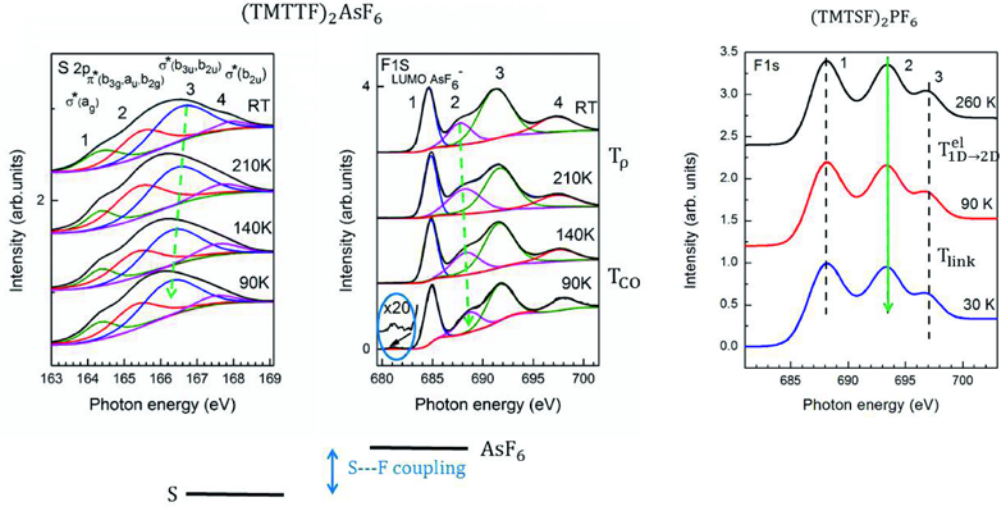 (TMTTF)₂AsF₆
(TMTSF)₂PF₆
S 2p
π*(b₃g,aᵤ,b₂g)
σ*(b₃ᵤ,b₂ᵤ)
σ*(b₂ᵤ)
σ*(ag)
1
2
3
4
RT
210K
140K
90K
2
Intensity (arb.units)
163 164 165 166 167 168 169
Photon energy (eV)
F1S
LUMO AsF₆⁻
1
2
3
4
RT
Tρ
210K
140K
T_CO
90K
x20
4
0
Intensity (arb.units)
680 685 690 695 700
Photon energy (eV)
F1s
1
2
3
260 K
T^el_1D→2D
90 K
T_link
30 K
3.5
3.0
2.5
2.0
1.5
1.0
0.5
0.0
Intensity (arb. units)
685 690 695 700
Photon energy (eV)
AsF₆
S---F coupling
S